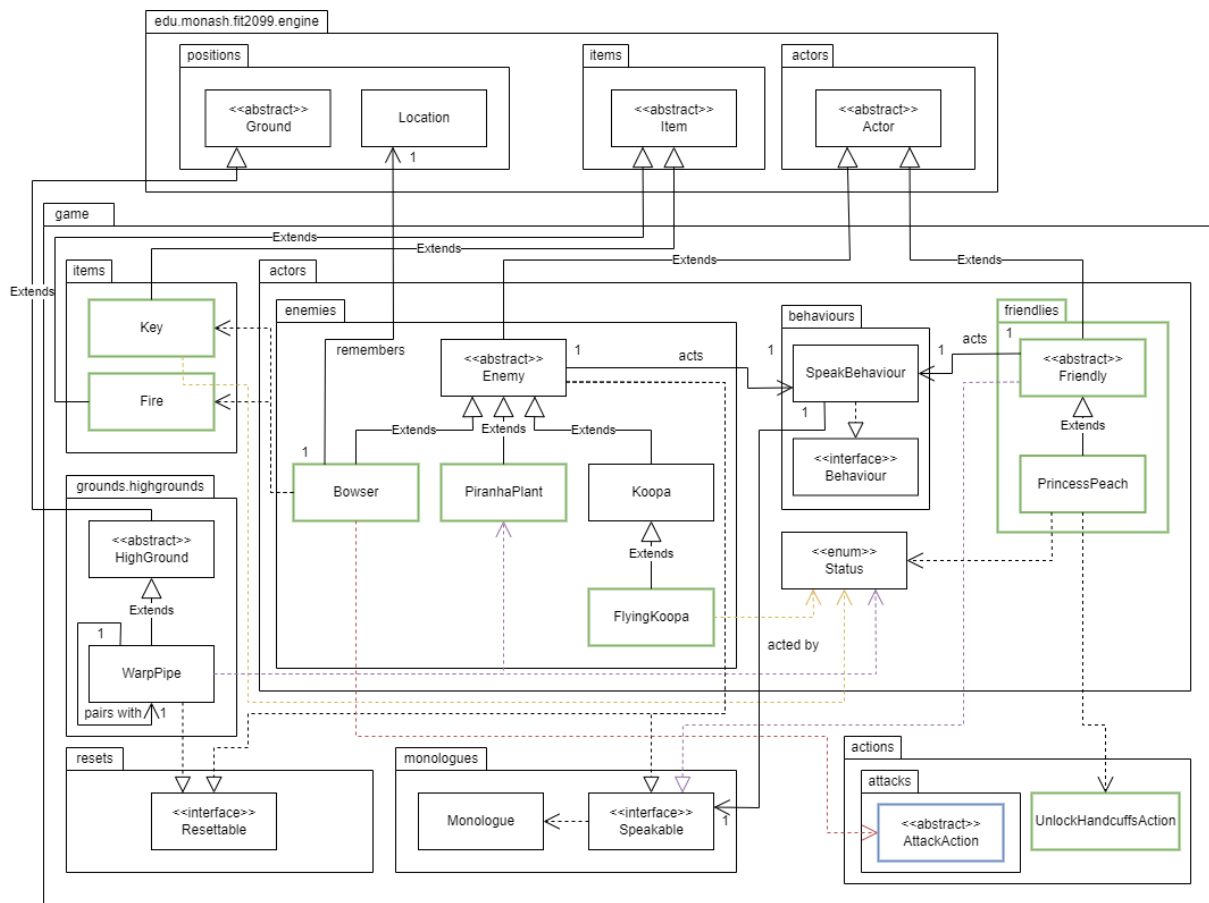 edu.monash.fit2099.engine
positions
items
actors
<<abstract>>
Ground
Location
<<abstract>>
Item
<<abstract>>
Actor
1
game
Extends
Extends
Extends
Extends
Extends
items
actors
Key
Fire
enemies
remembers
<<abstract>>
Enemy
1
acts
1
behaviours
SpeakBehaviour
1
<<interface>>
Behaviour
friendlies
1
acts
1
<<abstract>>
Friendly
Extends
PrincessPeach
Extends
Extends
Extends
1
Bowser
PiranhaPlant
Koopa
Extends
FlyingKoopa
<<enum>>
Status
acted by
grounds.highgrounds
<<abstract>>
HighGround
Extends
1
WarpPipe
pairs with
1
resets
<<interface>>
Resettable
monologues
Monologue
<<interface>>
Speakable
1
actions
attacks
<<abstract>>
AttackAction
UnlockHandcuffsAction